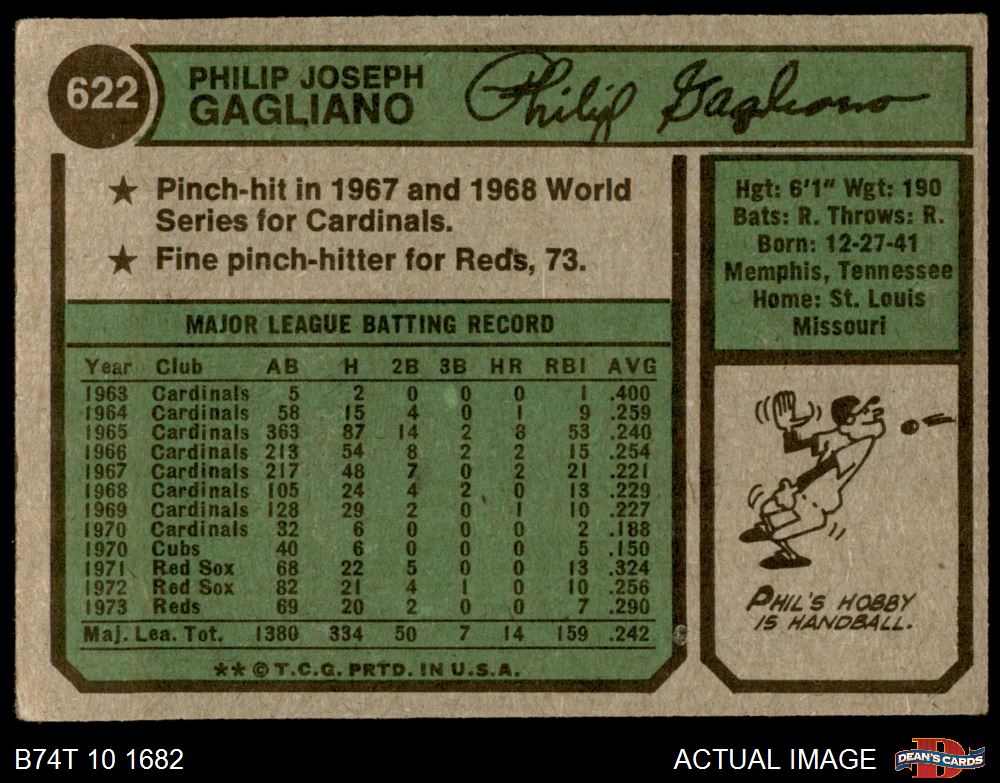 622
PHILIP JOSEPH
GAGLIANO
Philip Gagliano
★ Pinch-hit in 1967 and 1968 World
Series for Cardinals.
★ Fine pinch-hitter for Reds, 73.
Hgt: 6'1" Wgt: 190
Bats: R. Throws: R.
Born: 12-27-41
Memphis, Tennessee
Home: St. Louis
Missouri
MAJOR LEAGUE BATTING RECORD
Year Club AB H 2B 3B HR RBI AVG
1963 Cardinals 5 2 0 0 0 1 .400
1964 Cardinals 58 15 4 0 1 9 .259
1965 Cardinals 363 87 14 2 8 53 .240
1966 Cardinals 213 54 8 2 2 15 .254
1967 Cardinals 217 48 7 0 2 21 .221
1968 Cardinals 105 24 4 2 0 13 .229
1969 Cardinals 128 29 2 0 1 10 .227
1970 Cardinals 32 6 0 0 0 2 .188
1970 Cubs 40 6 0 0 0 5 .150
1971 Red Sox 68 22 5 0 0 13 .324
1972 Red Sox 82 21 4 1 0 10 .256
1973 Reds 69 20 2 0 0 7 .290
Maj. Lea. Tot. 1380 334 50 7 14 159 .242
** © T.C.G. PRTD. IN U.S.A.
PHIL'S HOBBY
IS HANDBALL.
B74T 10 1682
ACTUAL IMAGE
D
DEAN'S CARDS